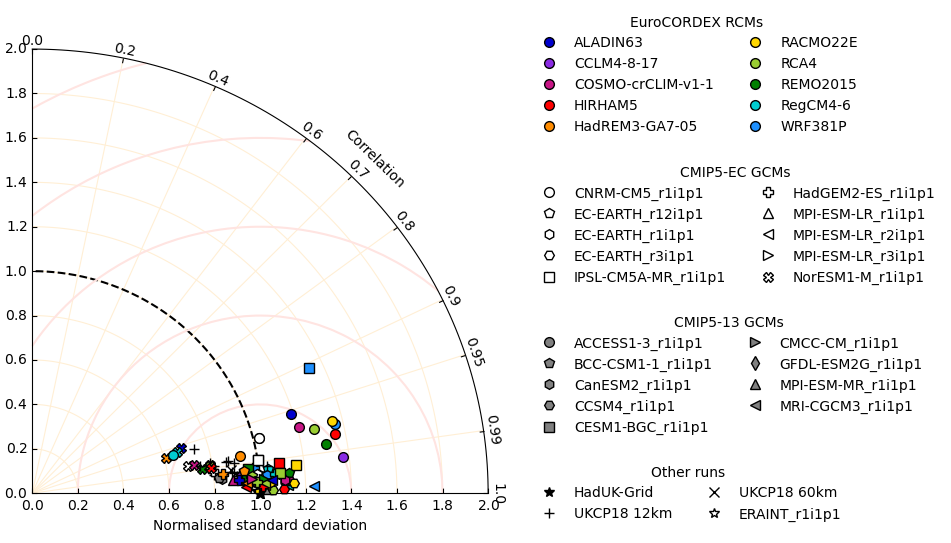 EuroCORDEX RCMs
ALADIN63
RACMO22E
CCLM4-8-17
RCA4
COSMO-crCLIM-v1-1
REMO2015
HIRHAM5
RegCM4-6
HadREM3-GA7-05
WRF381P
CMIP5-EC GCMs
CNRM-CM5_r1i1p1
HadGEM2-ES_r1i1p1
EC-EARTH_r12i1p1
MPI-ESM-LR_r1i1p1
EC-EARTH_r1i1p1
MPI-ESM-LR_r2i1p1
EC-EARTH_r3i1p1
MPI-ESM-LR_r3i1p1
IPSL-CM5A-MR_r1i1p1
NorESM1-M_r1i1p1
CMIP5-13 GCMs
ACCESS1-3_r1i1p1
CMCC-CM_r1i1p1
BCC-CSM1-1_r1i1p1
GFDL-ESM2G_r1i1p1
CanESM2_r1i1p1
MPI-ESM-MR_r1i1p1
CCSM4_r1i1p1
MRI-CGCM3_r1i1p1
CESM1-BGC_r1i1p1
Other runs
HadUK-Grid
UKCP18 60km
UKCP18 12km
ERAINT_r1i1p1
0.0
0.2
0.4
0.6
0.7
0.8
0.9
0.95
0.99
1.0
Correlation
2.0
1.8
1.6
1.4
1.2
1.0
0.8
0.6
0.4
0.2
0.0
0.0
0.2
0.4
0.6
0.8
1.0
1.2
1.4
1.6
1.8
2.0
Normalised standard deviation